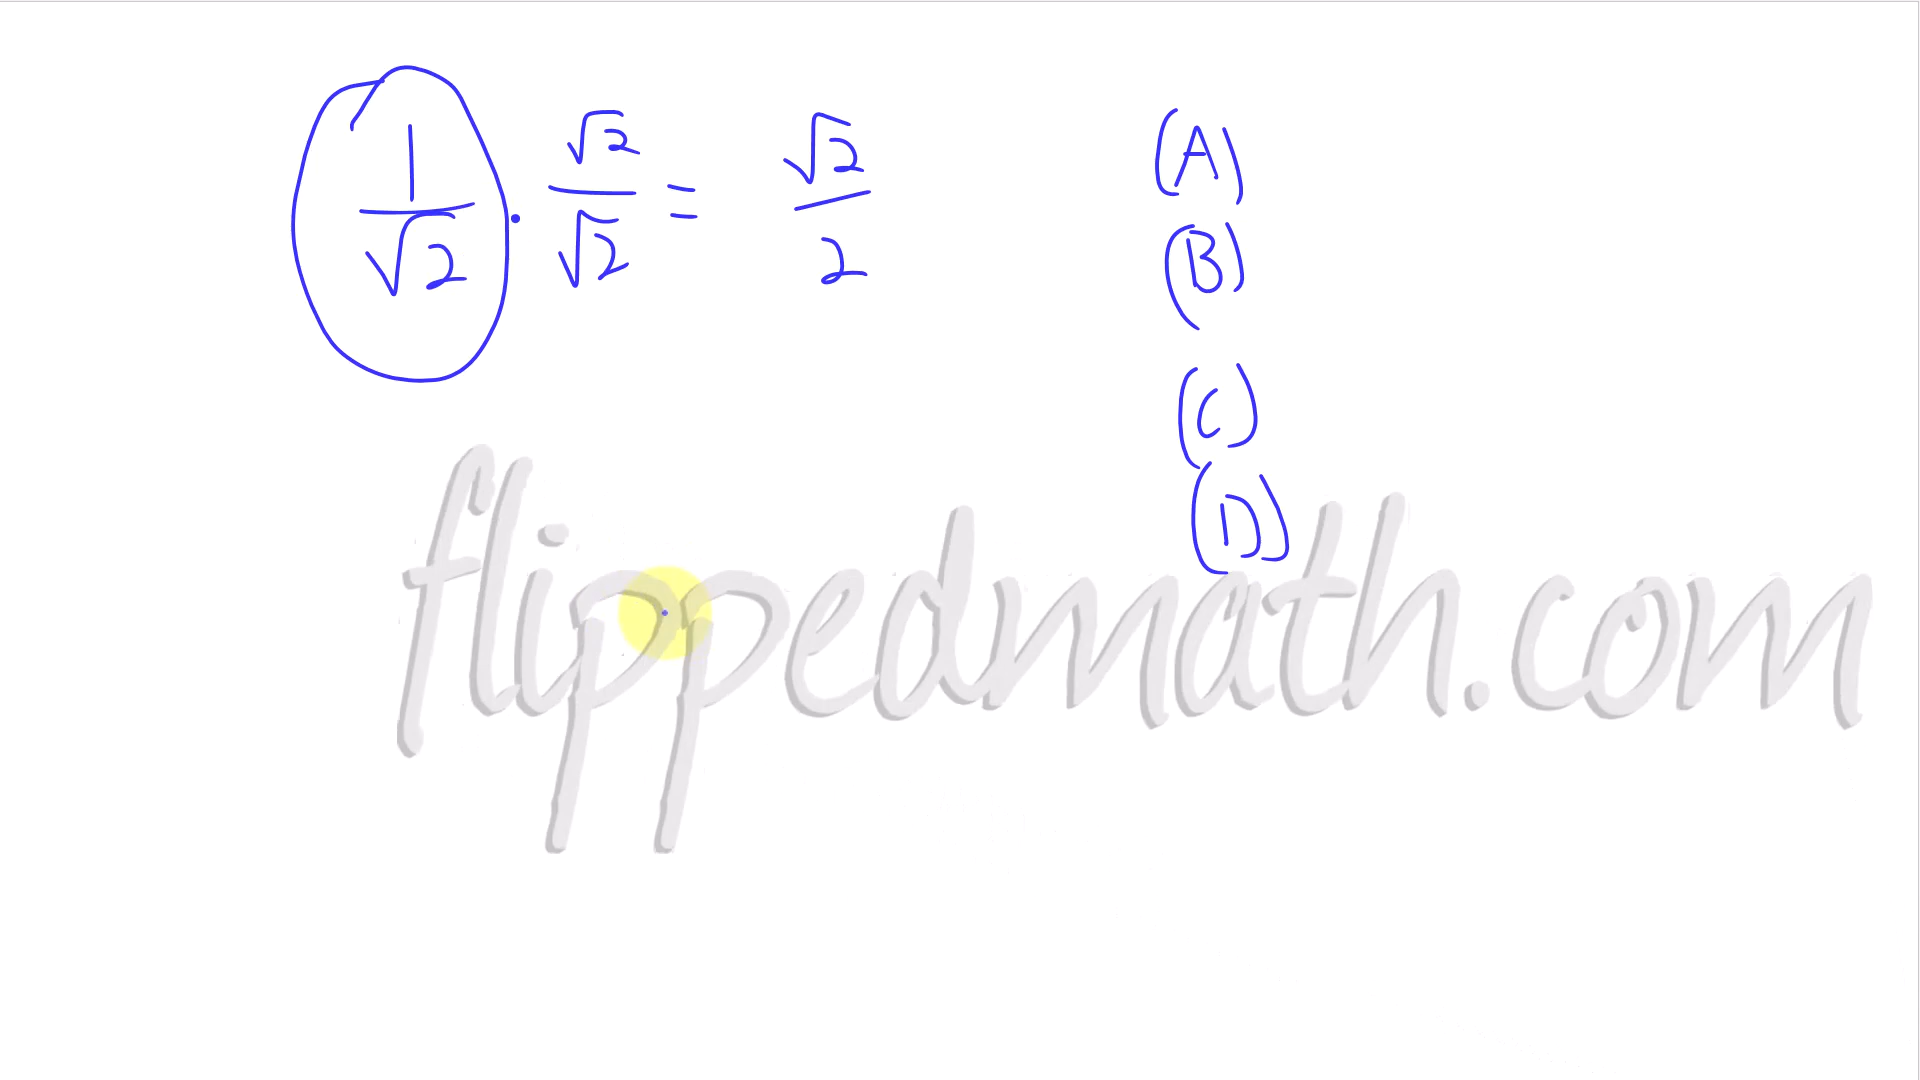 1/√2 · √2/√2 = √2/2
(A)
(B)
(C)
(D)
flippedmath.com